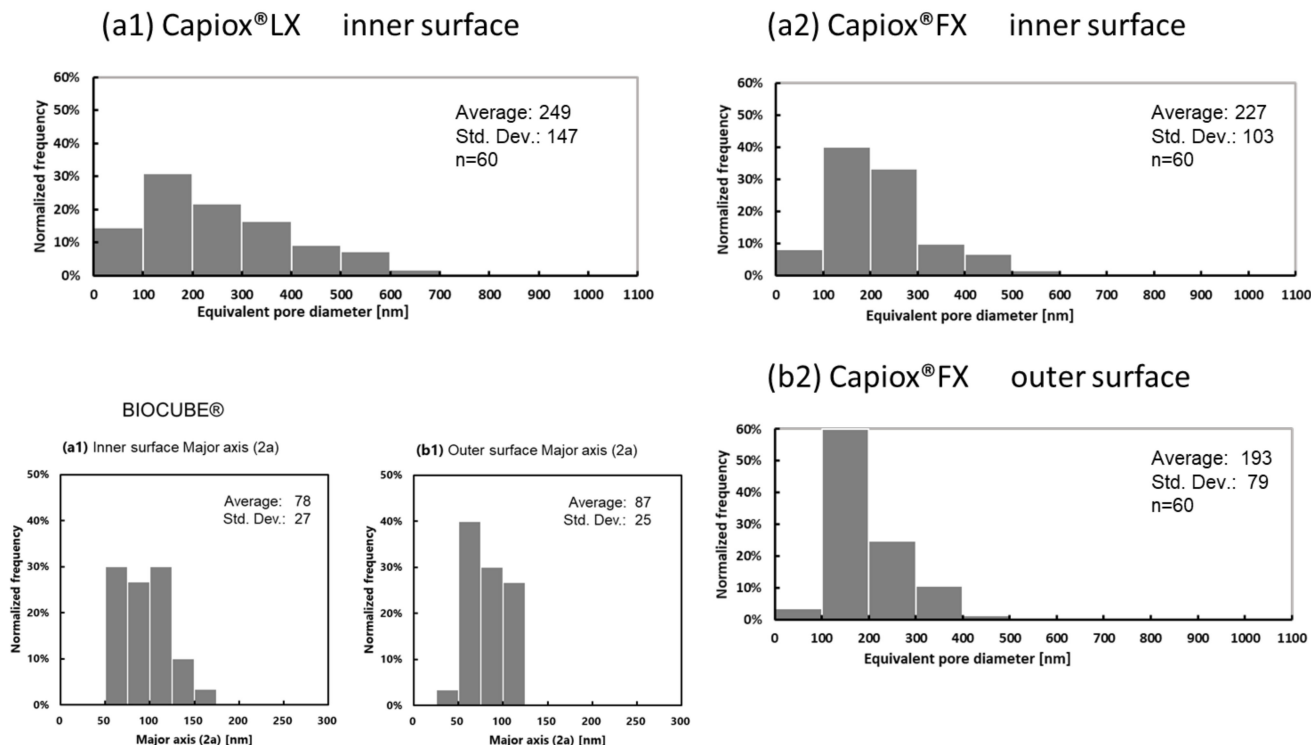 (a1) Capiox®LX inner surface
60%
50%
40%
30%
20%
10%
0%
Normalized frequency
Average: 249
Std. Dev.: 147
n=60
0 100 200 300 400 500 600 700 800 900 1000 1100
Equivalent pore diameter [nm]
(a2) Capiox®FX inner surface
60%
50%
40%
30%
20%
10%
0%
Normalized frequency
Average: 227
Std. Dev.: 103
n=60
0 100 200 300 400 500 600 700 800 900 1000 1100
Equivalent pore diameter [nm]
BIOCUBE®
(a1) Inner surface Major axis (2a)
50%
40%
30%
20%
10%
0%
Normalized frequency
Average: 78
Std. Dev.: 27
0 50 100 150 200 250 300
Major axis (2a) [nm]
(b1) Outer surface Major axis (2a)
50%
40%
30%
20%
10%
0%
Normalized frequency
Average: 87
Std. Dev.: 25
0 50 100 150 200 250 300
Major axis (2a) [nm]
(b2) Capiox®FX outer surface
60%
50%
40%
30%
20%
10%
0%
Normalized frequency
Average: 193
Std. Dev.: 79
n=60
0 100 200 300 400 500 600 700 800 900 1000 1100
Equivalent pore diameter [nm]